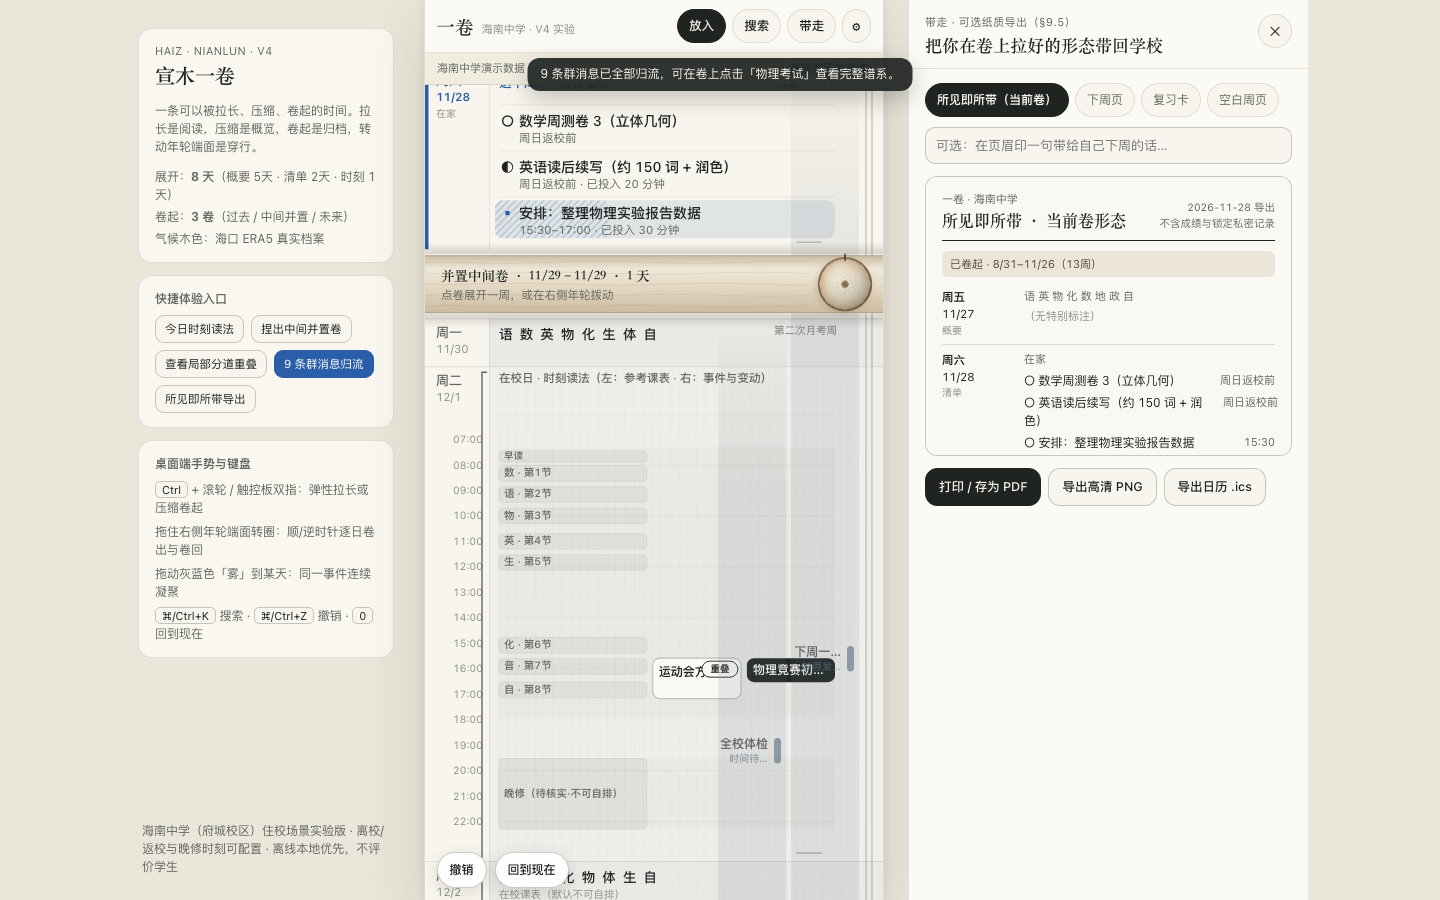 HAIZ · NIANLUN · V4
宣木一卷
一条可以被拉长、压缩、卷起的时间。拉
长是阅读，压缩是概览，卷起是归档，转
动年轮端面是穿行。
展开：8 天（概要 5天 · 清单 2天 · 时刻 1
天）
卷起：3 卷（过去 / 中间并置 / 未来）
气候木色：海口 ERA5 真实档案
快捷体验入口
今日时刻读法
捏出中间并置卷
查看局部分道重叠
9 条群消息归流
所见即所带导出
桌面端手势与键盘
Ctrl + 滚轮 / 触控板双指：弹性拉长或
压缩卷起
拖住右侧年轮端面转圈：顺/逆时针逐日卷
出与卷回
拖动灰蓝色「雾」到某天：同一事件连续
凝聚
⌘/Ctrl+K 搜索 · ⌘/Ctrl+Z 撤销 · 0
回到现在
海南中学（府城校区）住校场景实验版 · 离校/
返校与晚修时刻可配置 · 离线本地优先，不评
价学生
一卷 海南中学 · V4 实验
放入
搜索
带走
⚙
海南中学演示数据
9 条群消息已全部归流，可在卷上点击「物理考试」查看完整谱系。
11/28
在家
数学周测卷 3（立体几何）
周日返校前
英语读后续写（约 150 词 + 润色）
周日返校前 · 已投入 20 分钟
安排：整理物理实验报告数据
15:30–17:00 · 已投入 30 分钟
并置中间卷 · 11/29 – 11/29 · 1 天
点卷展开一周，或在右侧年轮拨动
周一
11/30
语 数 英 物 化 生 体 自
第二次月考周
周二
12/1
在校日 · 时刻读法（左：参考课表 · 右：事件与变动）
07:00
早读
08:00
数 · 第1节
09:00
语 · 第2节
10:00
物 · 第3节
11:00
英 · 第4节
12:00
生 · 第5节
13:00
14:00
15:00
化 · 第6节
下周一…
16:00
音 · 第7节
运动会方
重叠
物理竞赛初…
17:00
自 · 第8节
18:00
19:00
全校体检
时间待…
20:00
21:00
晚修（待核实·不可自排）
22:00
撤销
回到现在
化 物 体 生 自
12/2
在校课表（默认不可自排）
带走 · 可选纸质导出（§9.5）
把你在卷上拉好的形态带回学校
×
所见即所带（当前卷）
下周页
复习卡
空白周页
可选：在页眉印一句带给自己下周的话…
一卷 · 海南中学
所见即所带 · 当前卷形态
2026-11-28 导出
不含成绩与锁定私密记录
已卷起 · 8/31–11/26（13周）
周五
11/27
概要
语 英 物 化 数 地 政 自
（无特别标注）
周六
11/28
清单
在家
数学周测卷 3（立体几何）
周日返校前
英语读后续写（约 150 词 + 润
色）
周日返校前
安排：整理物理实验报告数据
15:30
打印 / 存为 PDF
导出高清 PNG
导出日历 .ics